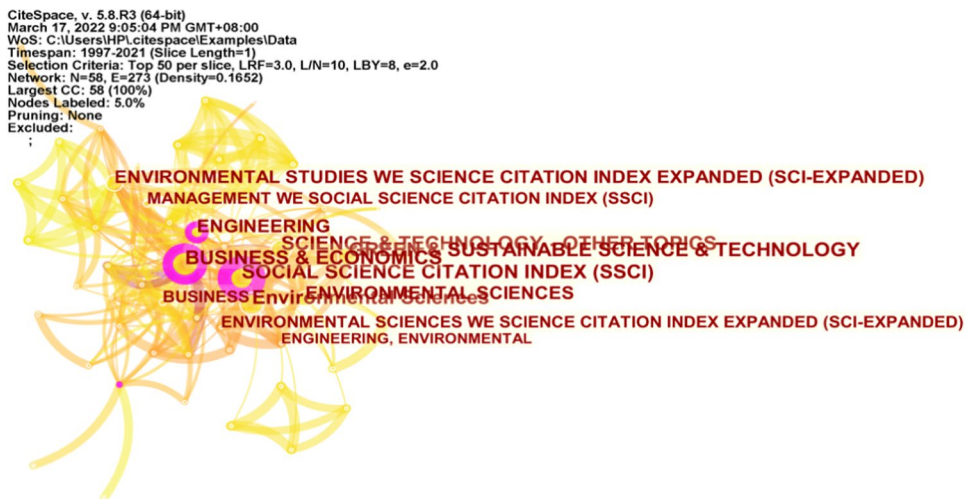 CiteSpace, v. 5.8.R3 (64-bit)
March 17, 2022 9:05:04 PM GMT+08:00
WoS: C:\Users\HP\.citespace\Examples\Data
Timespan: 1997-2021 (Slice Length=1)
Selection Criteria: Top 50 per slice, LRF=3.0, L/N=10, LBY=8, e=2.0
Network: N=58, E=273 (Density=0.1652)
Largest CC: 58 (100%)
Nodes Labeled: 5.0%
Pruning: None
Excluded:
;
ENVIRONMENTAL STUDIES WE SCIENCE CITATION INDEX EXPANDED (SCI-EXPANDED)
MANAGEMENT WE SOCIAL SCIENCE CITATION INDEX (SSCI)
ENGINEERING
SCIENCE & TECHNOLOGY - OTHER TOPICS
GREEN & SUSTAINABLE SCIENCE & TECHNOLOGY
BUSINESS & ECONOMICS
SOCIAL SCIENCE CITATION INDEX (SSCI)
ENVIRONMENTAL SCIENCES
BUSINESS
Environmental Sciences
ENVIRONMENTAL SCIENCES WE SCIENCE CITATION INDEX EXPANDED (SCI-EXPANDED)
ENGINEERING, ENVIRONMENTAL